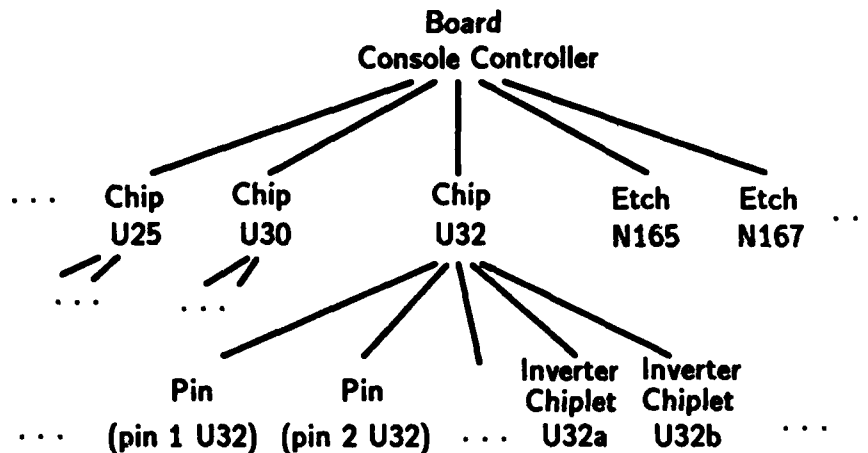 Board
Console Controller
. . . Chip Chip Chip Etch Etch
U25 U30 U32 N165 N167 . .
. . . . . .
Inverter Inverter
Pin Pin Chiplet Chiplet
. . . (pin 1 U32) (pin 2 U32) . . . U32a U32b . . .